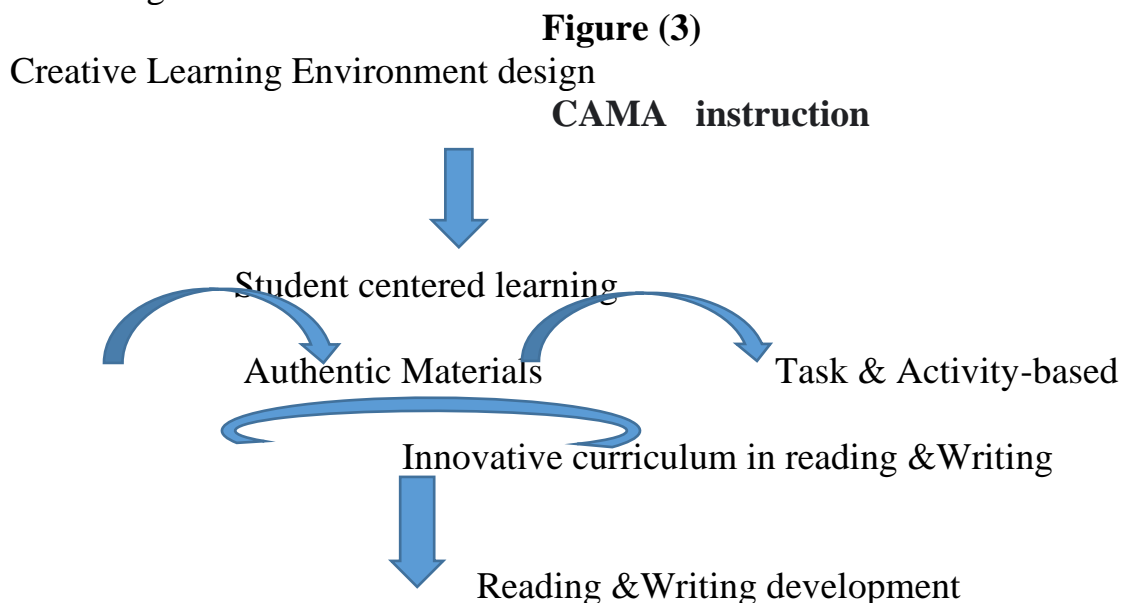 Figure (3)
Creative Learning Environment design
CAMA instruction
Student centered learning
Authentic Materials Task & Activity-based
Innovative curriculum in reading &Writing
Reading &Writing development